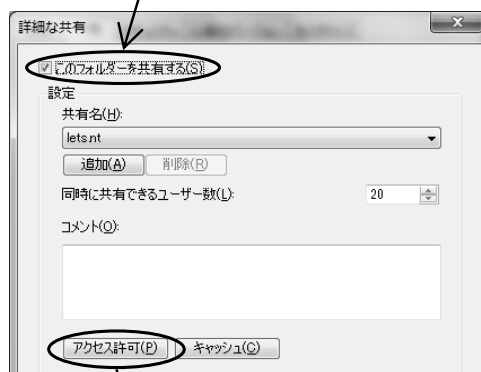 詳細な共有
このフォルダーを共有する(S)
設定
共有名(H):
lets.nt
追加(A) 削除(R)
同時に共有できるユーザー数(L): 20
コメント(O):
アクセス許可(P) キャッシュ(C)